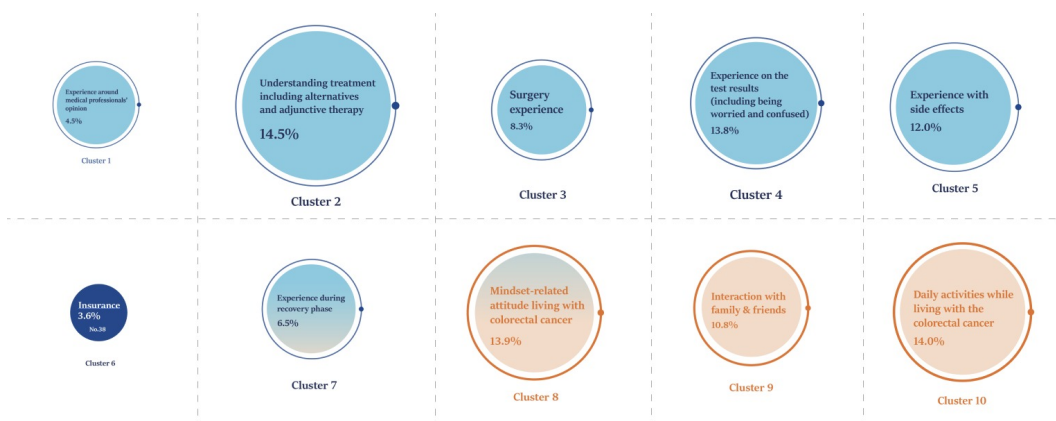 Experience around
medical professionals'
opinion
4.5%
Cluster 1
Understanding treatment
including alternatives
and adjunctive therapy
14.5%
Cluster 2
Surgery
experience
8.3%
Cluster 3
Experience on the
test results
(including being
worried and confused)
13.8%
Cluster 4
Experience with
side effects
12.0%
Cluster 5
Insurance
3.6%
No.38
Cluster 6
Experience during
recovery phase
6.5%
Cluster 7
Mindset-related
attitude living with
colorectal cancer
13.9%
Cluster 8
Interaction with
family & friends
10.8%
Cluster 9
Daily activities while
living with the
colorectal cancer
14.0%
Cluster 10